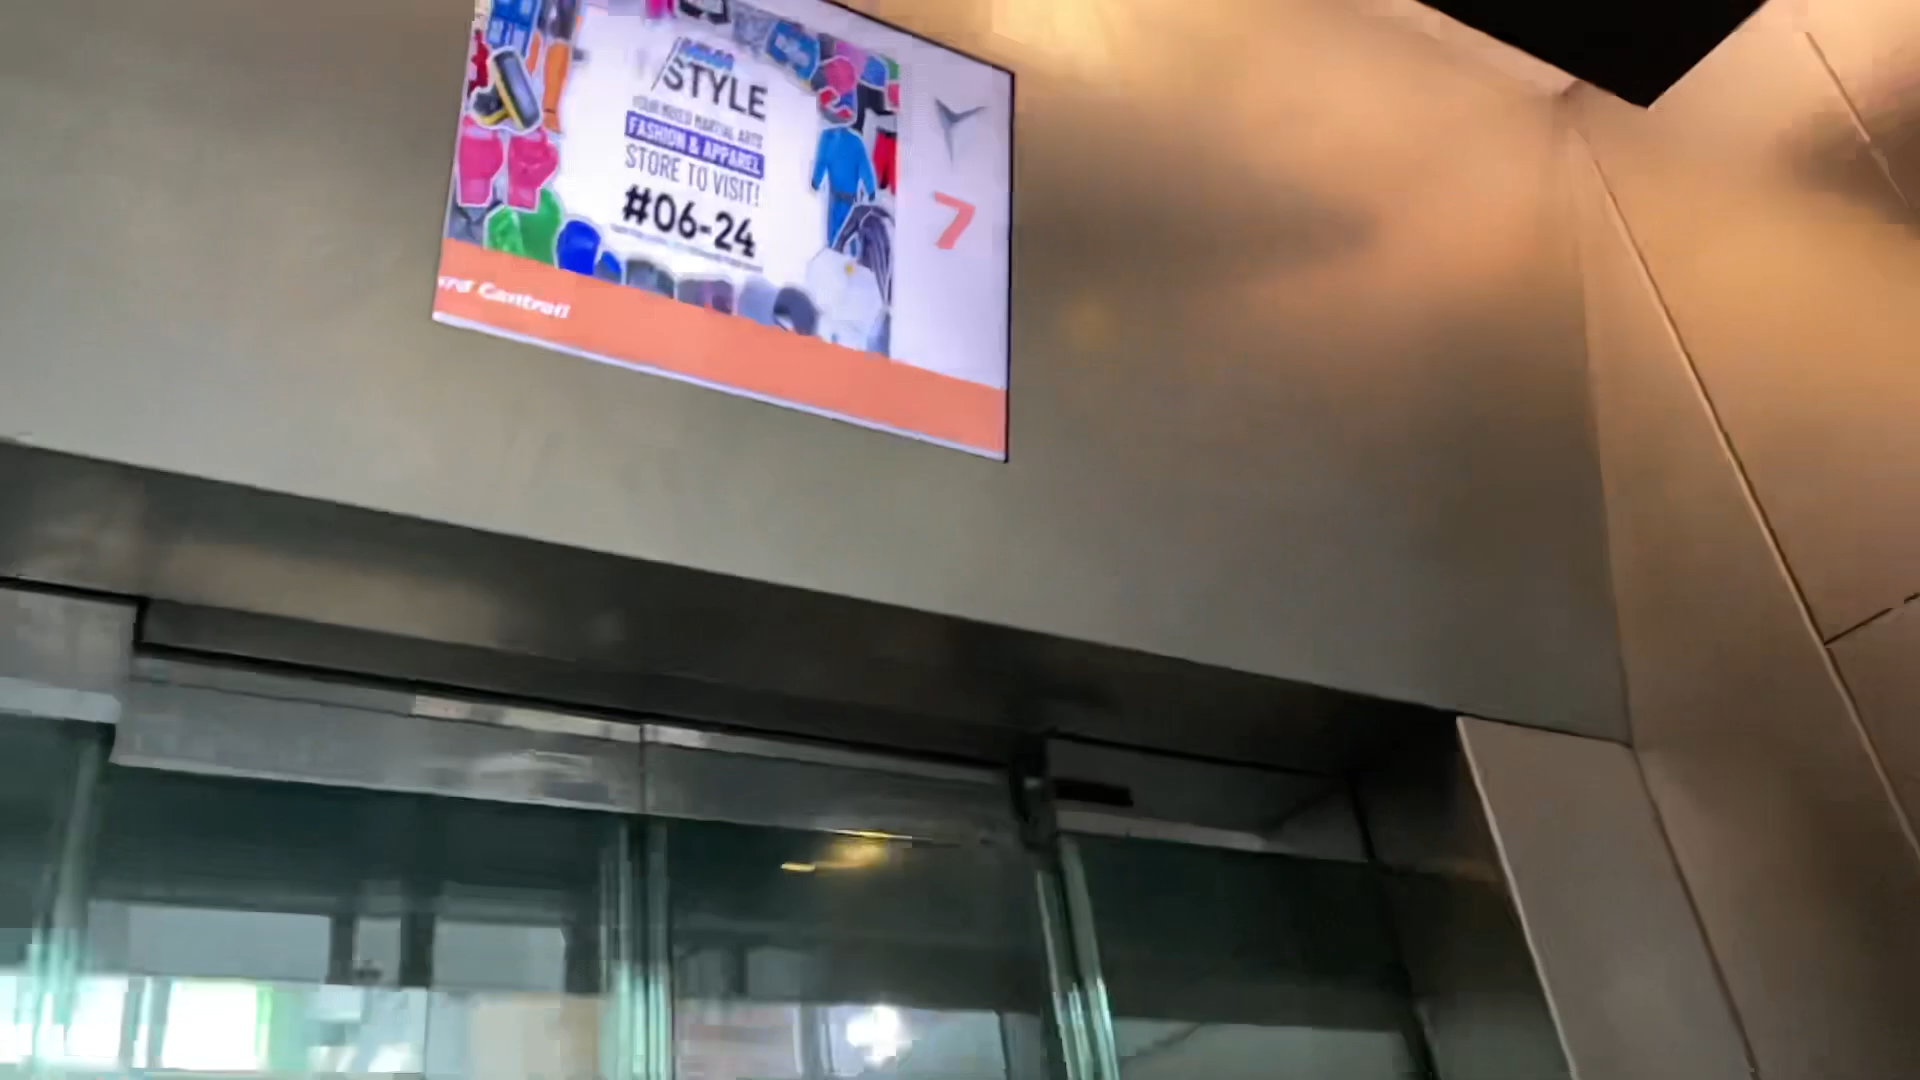 STYLE
YOUR MIXED MARTIAL ARTS
FASHION & APPAREL
STORE TO VISIT!
#06-24
7